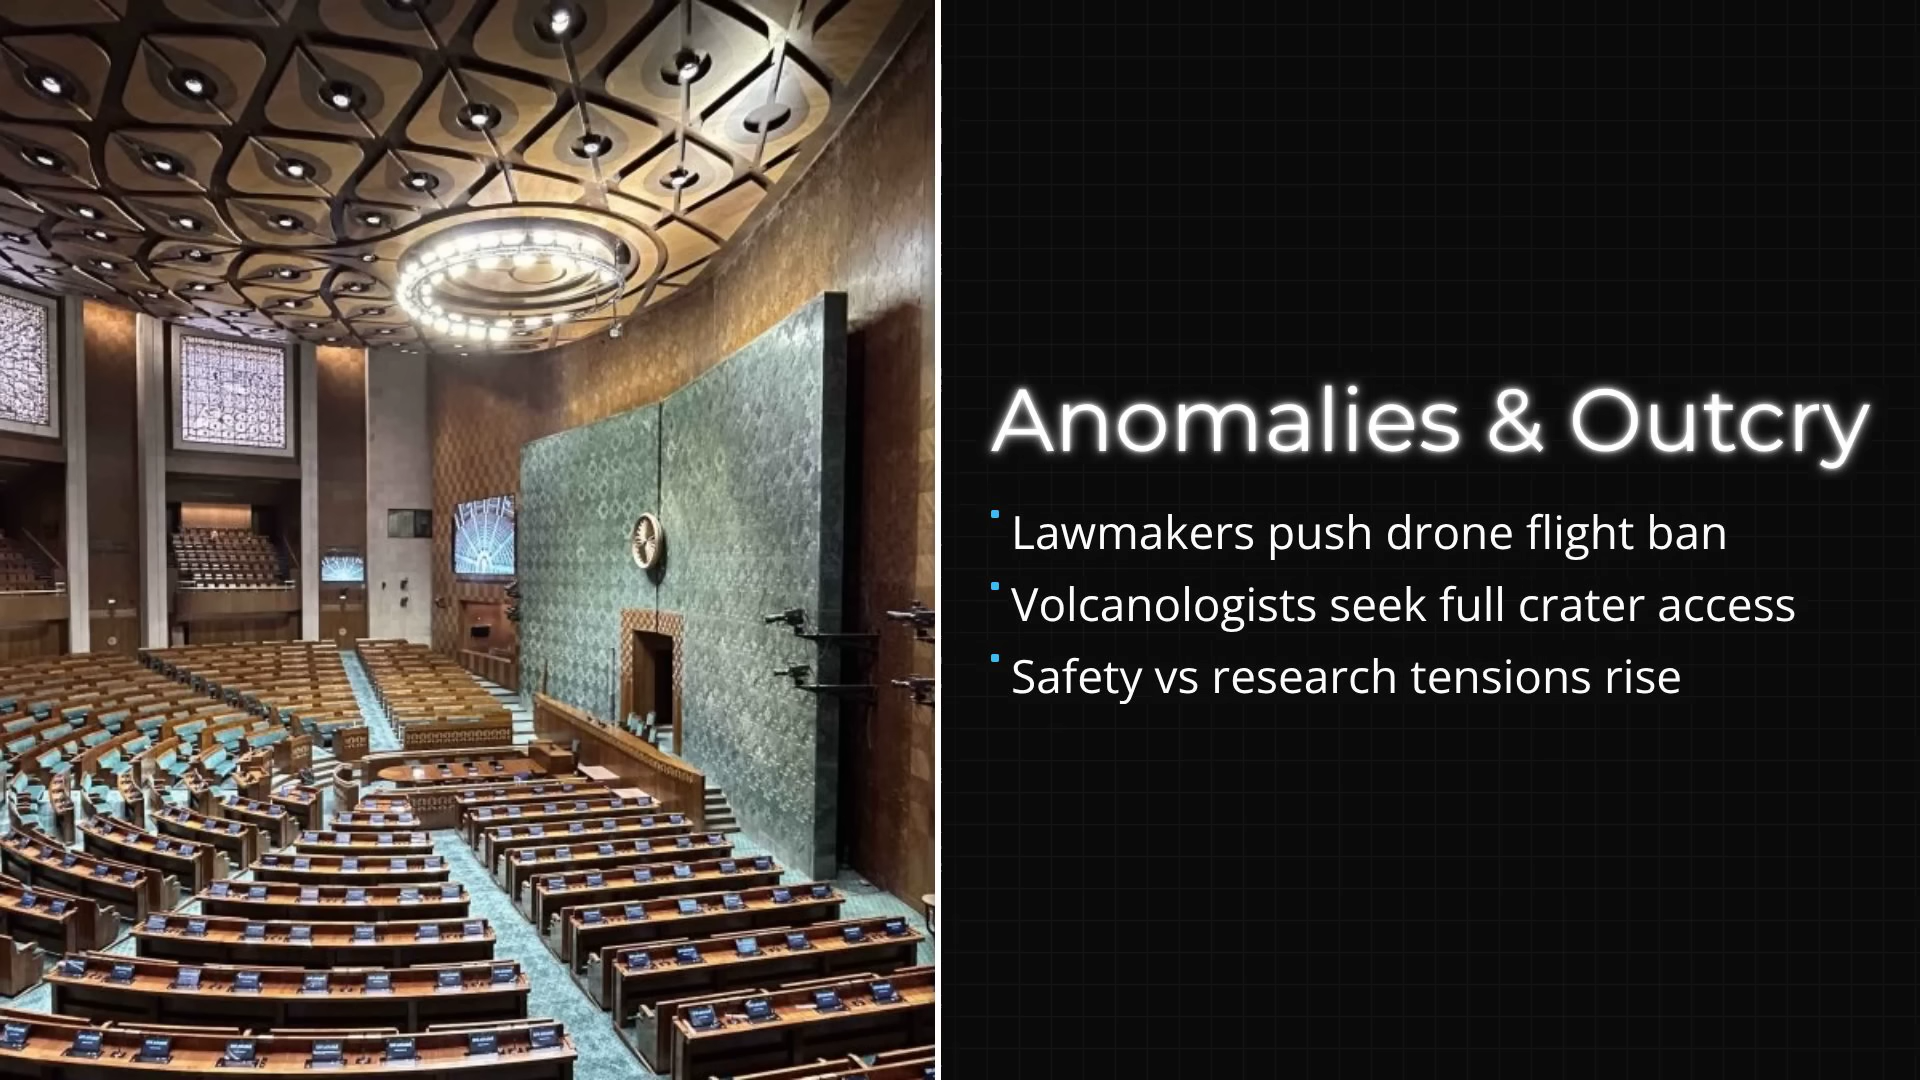 Anomalies & Outcry
Lawmakers push drone flight ban
Volcanologists seek full crater access
Safety vs research tensions rise